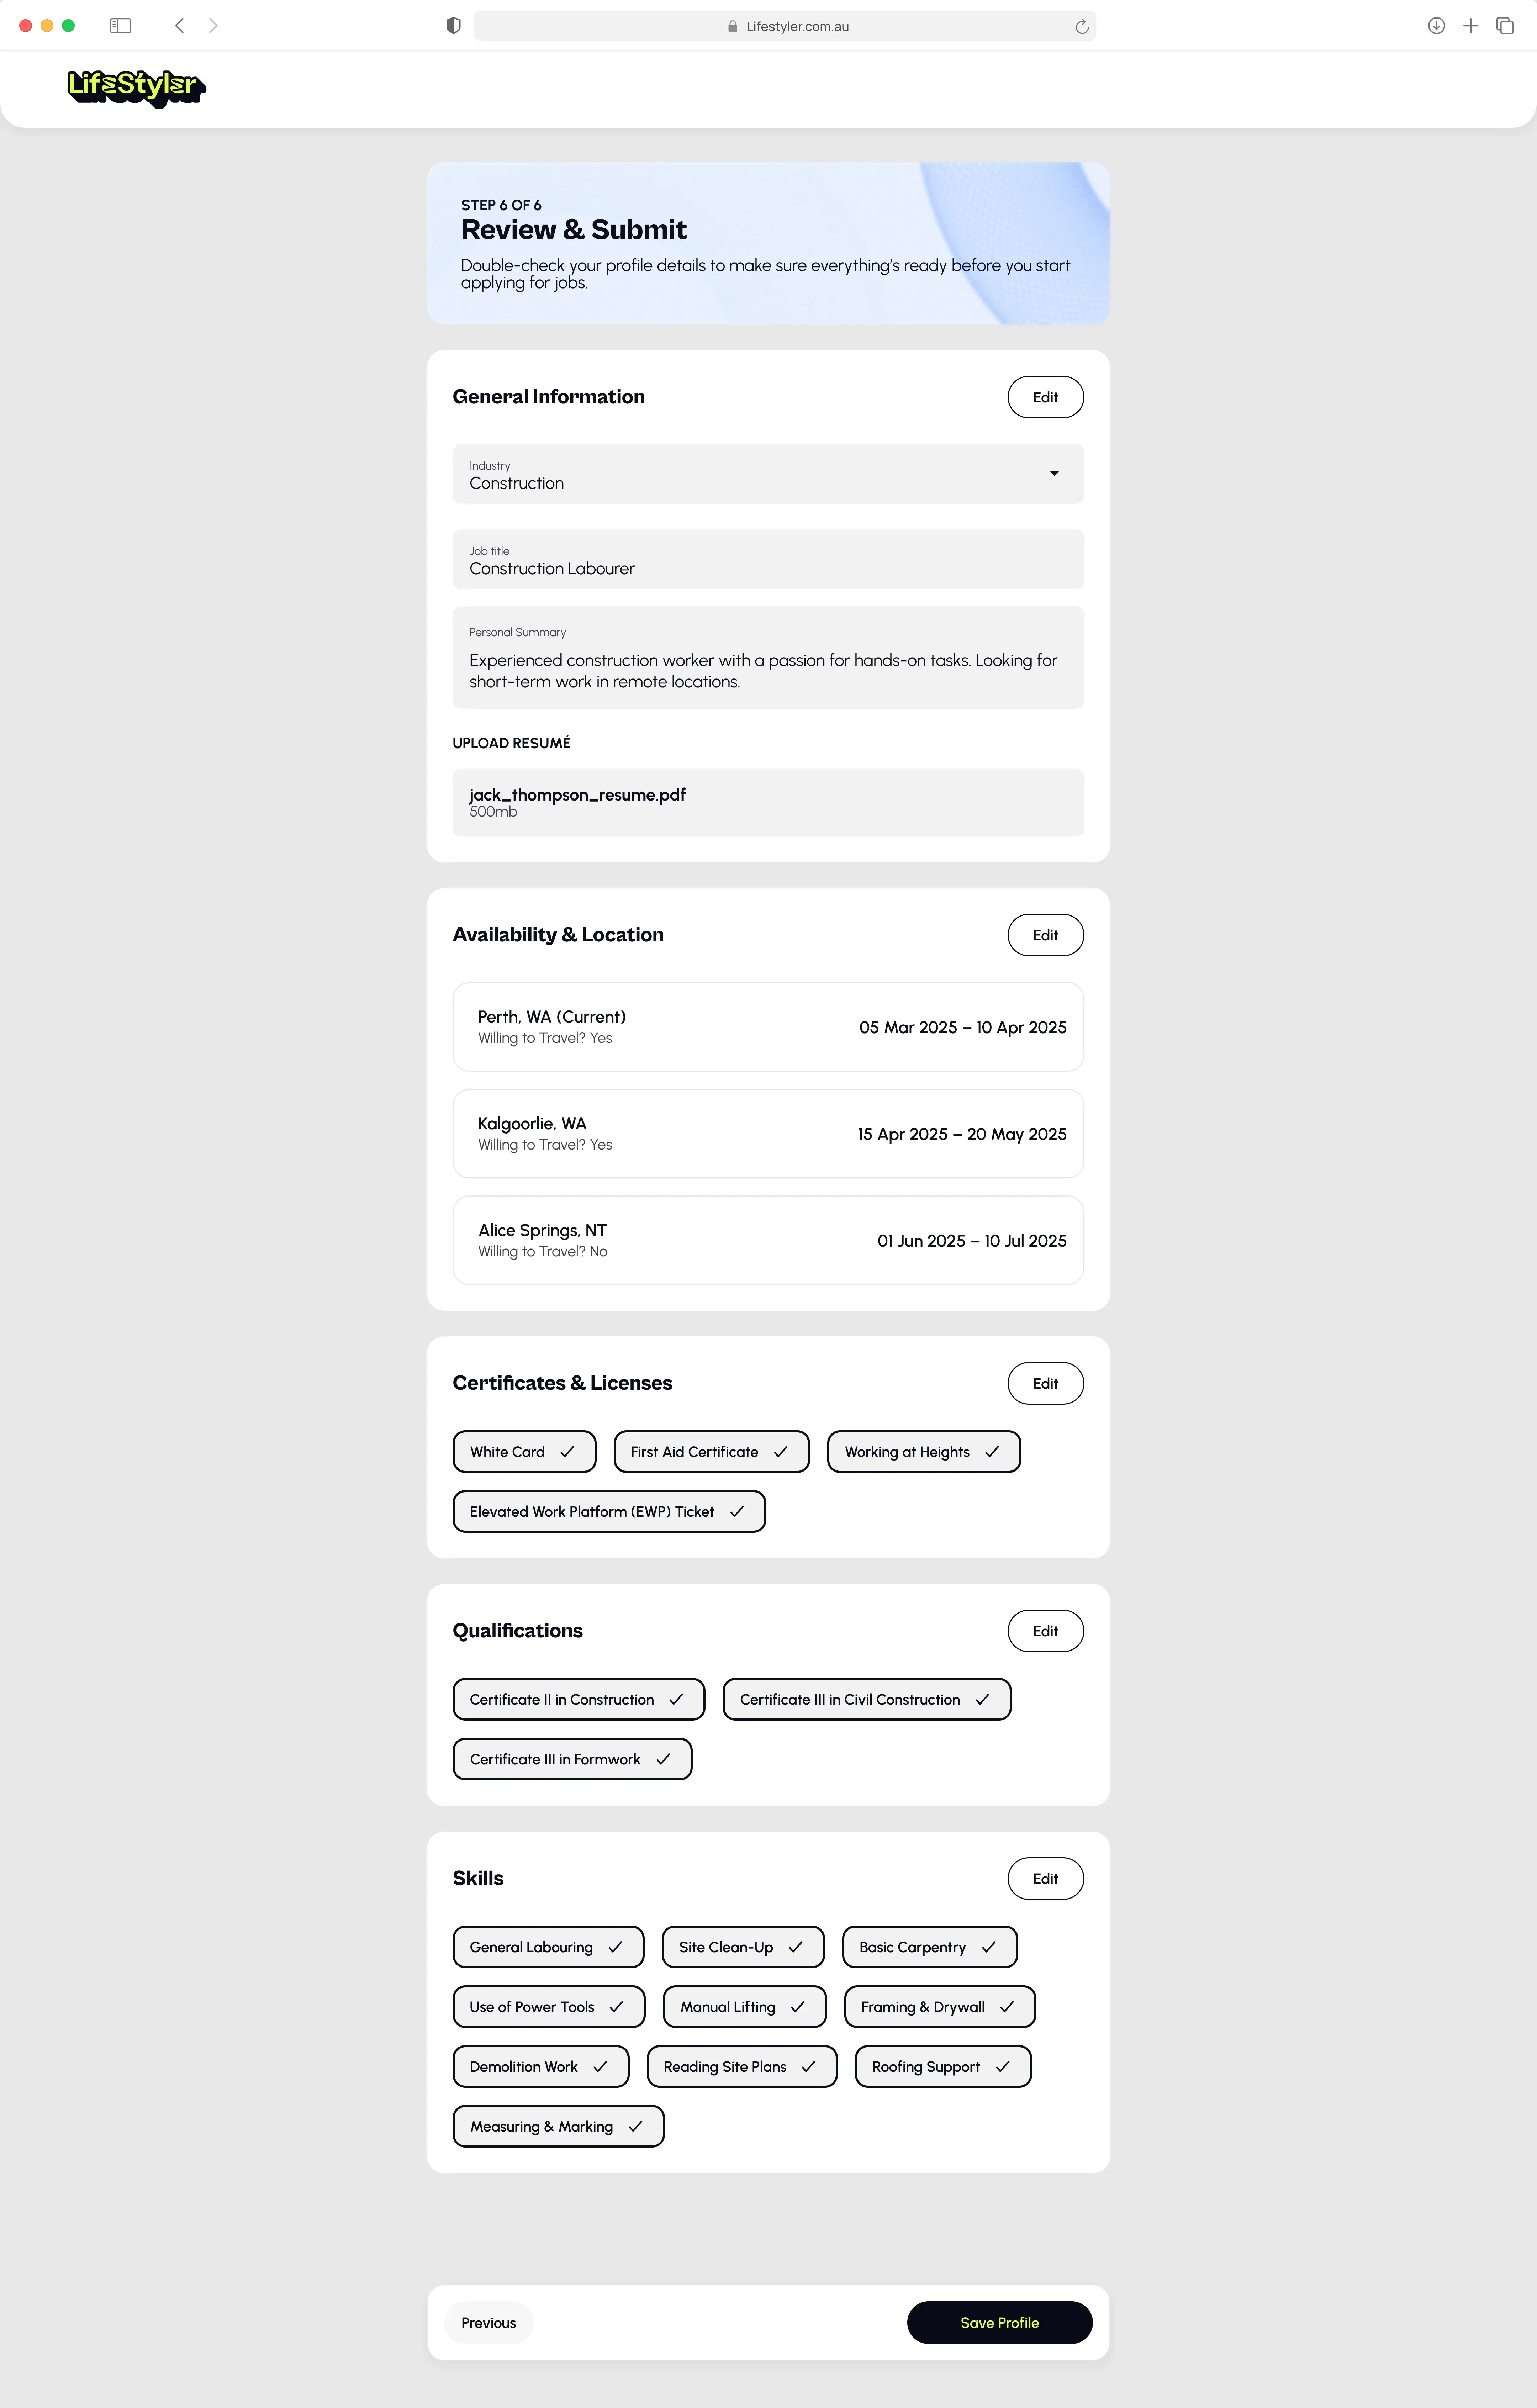 Lifestyler.com.au
LifeStyler
STEP 6 OF 6
Review & Submit
Double-check your profile details to make sure everything's ready before you start
applying for jobs.
General Information
Edit
Industry
Construction
Job title
Construction Labourer
Personal Summary
Experienced construction worker with a passion for hands-on tasks. Looking for
short-term work in remote locations.
UPLOAD RESUMÉ
jack_thompson_resume.pdf
500mb
Availability & Location
Edit
Perth, WA (Current)
Willing to Travel? Yes
05 Mar 2025 – 10 Apr 2025
Kalgoorlie, WA
Willing to Travel? Yes
15 Apr 2025 – 20 May 2025
Alice Springs, NT
Willing to Travel? No
01 Jun 2025 – 10 Jul 2025
Certificates & Licenses
Edit
White Card
First Aid Certificate
Working at Heights
Elevated Work Platform (EWP) Ticket
Qualifications
Edit
Certificate II in Construction
Certificate III in Civil Construction
Certificate III in Formwork
Skills
Edit
General Labouring
Site Clean-Up
Basic Carpentry
Use of Power Tools
Manual Lifting
Framing & Drywall
Demolition Work
Reading Site Plans
Roofing Support
Measuring & Marking
Previous
Save Profile